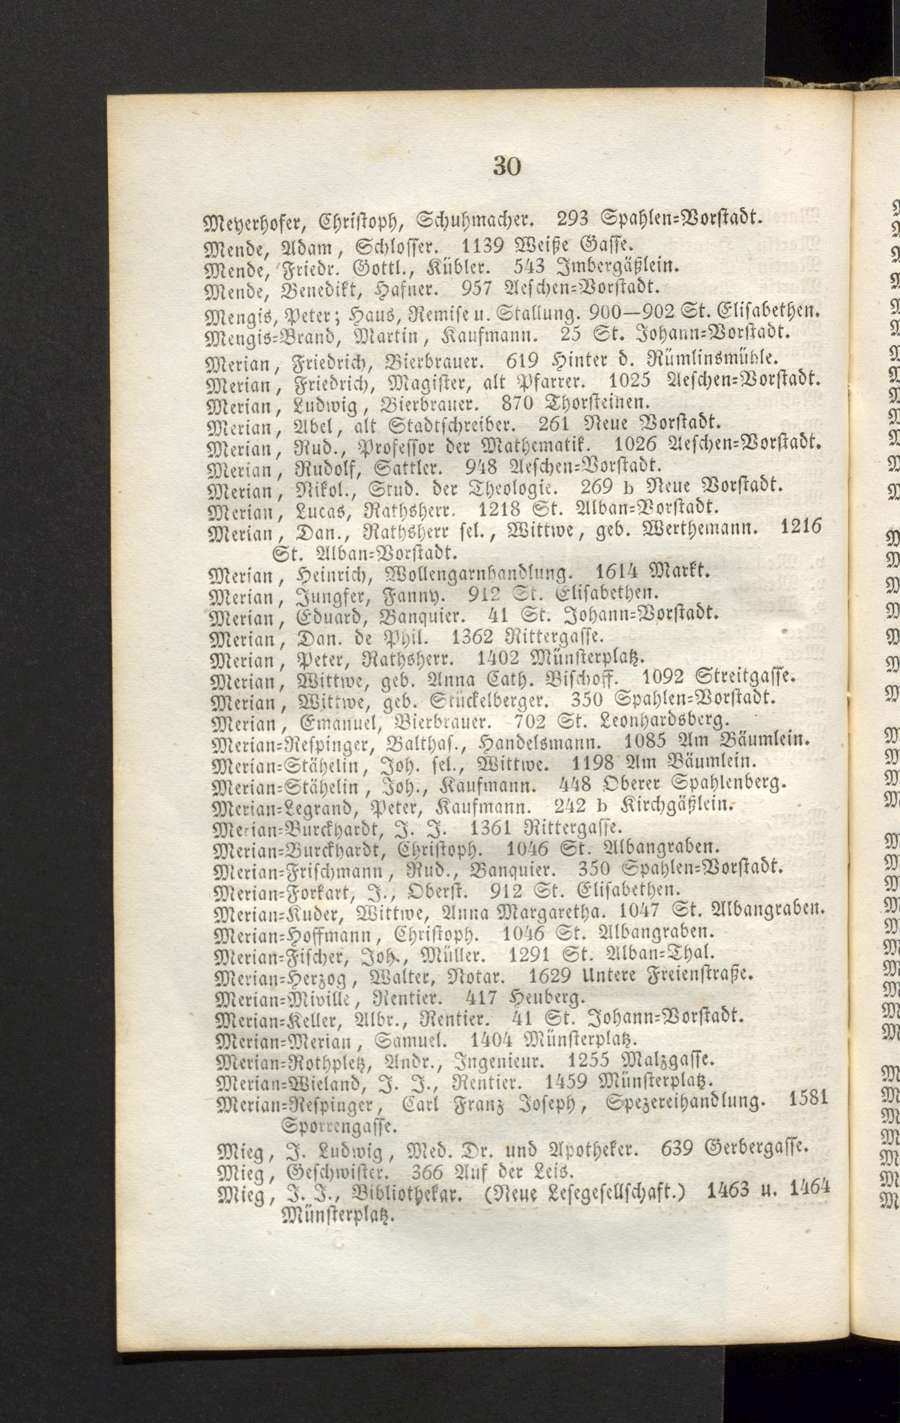 30
Meyerhofer, Christoph, Schuhmacher. 293 Spahlen-Vorstadt.
Mende, Adam, Schlosser. 1139 Weiße Gasse.
Mende, Friedr. Gottl., Kübler. 543 Imbergäßlein.
Mende, Benedikt, Hafner. 957 Aeschen-Vorstadt.
Mengis, Peter; Haus, Remise u. Stallung. 900—902 St. Elisabethen.
Mengis-Brand, Martin, Kaufmann. 25 St. Johann-Vorstadt.
Merian, Friedrich, Bierbrauer. 619 Hinter d. Rümlinsmühle.
Merian, Friedrich, Magister, alt Pfarrer. 1025 Aeschen-Vorstadt.
Merian, Ludwig, Bierbrauer. 870 Thorsteinen.
Merian, Abel, alt Stadtschreiber. 261 Neue Vorstadt.
Merian, Rud., Professor der Mathematik. 1026 Aeschen-Vorstadt.
Merian, Rudolf, Sattler. 948 Aeschen-Vorstadt.
Merian, Nikol., Stud. der Theologie. 269 b Neue Vorstadt.
Merian, Lucas, Rathsherr. 1218 St. Alban-Vorstadt.
Merian, Dan., Rathsherr sel., Wittwe, geb. Werthemann. 1216
St. Alban-Vorstadt.
Merian, Heinrich, Wollengarnhandlung. 1614 Markt.
Merian, Jungfer, Fanny. 912 St. Elisabethen.
Merian, Eduard, Banquier. 41 St. Johann-Vorstadt.
Merian, Dan. de Phil. 1362 Rittergasse.
Merian, Peter, Rathsherr. 1402 Münsterplatz.
Merian, Wittwe, geb. Anna Cath. Bischoff. 1092 Streitgasse.
Merian, Wittwe, geb. Stückelberger. 350 Spahlen-Vorstadt.
Merian, Emanuel, Bierbrauer. 702 St. Leonhardsberg.
Merian-Respinger, Balthas., Handelsmann. 1085 Am Bäumlein.
Merian-Stähelin, Joh. sel., Wittwe. 1198 Am Bäumlein.
Merian-Stähelin, Joh., Kaufmann. 448 Oberer Spahlenberg.
Merian-Legrand, Peter, Kaufmann. 242 b Kirchgäßlein.
Merian-Burckhardt, J. J. 1361 Rittergasse.
Merian-Burckhardt, Christoph. 1046 St. Albangraben.
Merian-Frischmann, Rud., Banquier. 350 Spahlen-Vorstadt.
Merian-Forkart, J., Oberst. 912 St. Elisabethen.
Merian-Kuder, Wittwe, Anna Margaretha. 1047 St. Albangraben.
Merian-Hoffmann, Christoph. 1046 St. Albangraben.
Merian-Fischer, Joh., Müller. 1291 St. Alban-Thal.
Merian-Herzog, Walter, Notar. 1629 Untere Freienstraße.
Merian-Miville, Rentier. 417 Heuberg.
Merian-Keller, Albr., Rentier. 41 St. Johann-Vorstadt.
Merian-Merian, Samuel. 1404 Münsterplatz.
Merian-Rothpletz, Andr., Ingenieur. 1255 Malzgasse.
Merian-Wieland, J. J., Rentier. 1459 Münsterplatz.
Merian-Respinger, Carl Franz Joseph, Spezereihandlung. 1581
Sporrengasse.
Mieg, J. Ludwig, Med. Dr. und Apotheker. 639 Gerbergasse.
Mieg, Geschwister. 366 Auf der Leis.
Mieg, J. J., Bibliothekar. (Neue Lesegesellschaft.) 1463 u. 1464
Münsterplatz.